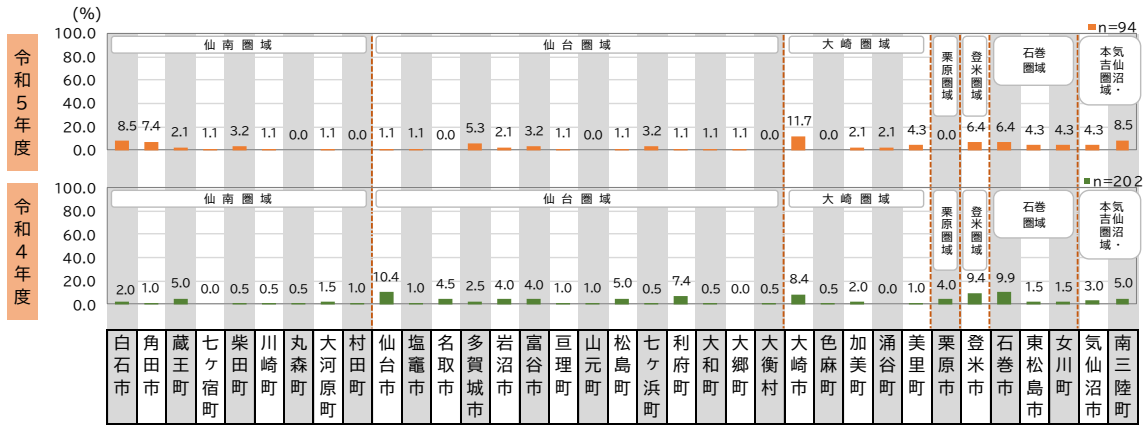 (%)
n=94
令和5年度
100.0
80.0
60.0
40.0
20.0
0.0
仙南圏域
仙台圏域
大崎圏域
栗原圏域
登米圏域
石巻
圏域
気仙沼・
本吉圏域
8.5 7.4 2.1 1.1 3.2 1.1 0.0 1.1 0.0 1.1 1.1 0.0 5.3 2.1 3.2 1.1 0.0 1.1 3.2 1.1 1.1 1.1 0.0 11.7 0.0 2.1 2.1 4.3 0.0 6.4 6.4 4.3 4.3 4.3 8.5
n=202
令和4年度
100.0
80.0
60.0
40.0
20.0
0.0
仙南圏域
仙台圏域
大崎圏域
栗原圏域
登米圏域
石巻
圏域
気仙沼・
本吉圏域
2.0 1.0 5.0 0.0 0.5 0.5 0.5 1.5 1.0 10.4 1.0 4.5 2.5 4.0 4.0 1.0 1.0 5.0 0.5 7.4 0.5 0.0 0.5 8.4 0.5 2.0 0.0 1.0 4.0 9.4 9.9 1.5 1.5 3.0 5.0
白石市
角田市
蔵王町
七ヶ宿町
柴田町
川崎町
丸森町
大河原町
村田町
仙台市
塩竈市
名取市
多賀城市
岩沼市
富谷市
亘理町
山元町
松島町
七ヶ浜町
利府町
大和町
大郷町
大衡村
大崎市
色麻町
加美町
涌谷町
美里町
栗原市
登米市
石巻市
東松島市
女川町
気仙沼市
南三陸町